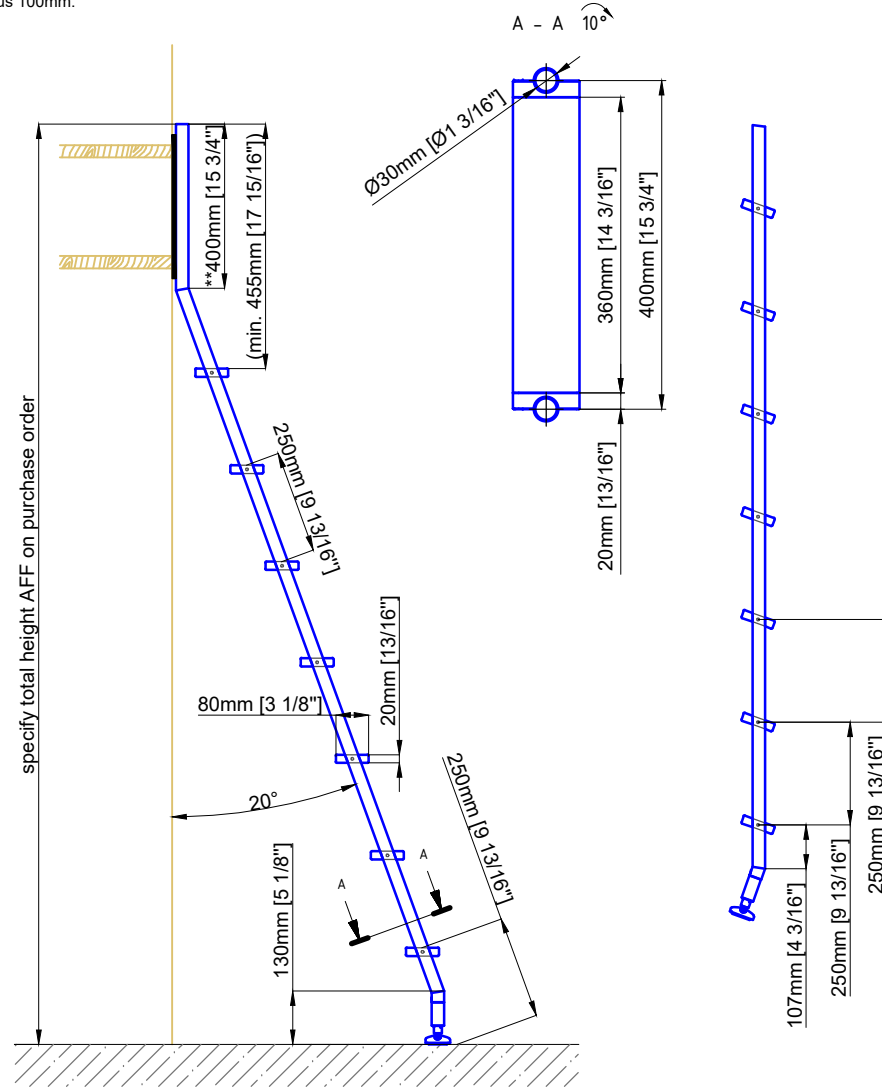 us 100mm.
A - A 10°
Ø30mm [Ø1 3/16"]
**400mm [15 3/4"]
(min. 455mm [17 15/16"])
360mm [14 3/16"]
400mm [15 3/4"]
20mm [13/16"]
specify total height AFF on purchase order
250mm [9 13/16"]
80mm [3 1/8"]
20mm [13/16"]
20°
250mm [9 13/16"]
130mm [5 1/8"]
A
A
107mm [4 3/16"]
250mm [9 13/16"]
250mm [9 13/16"]